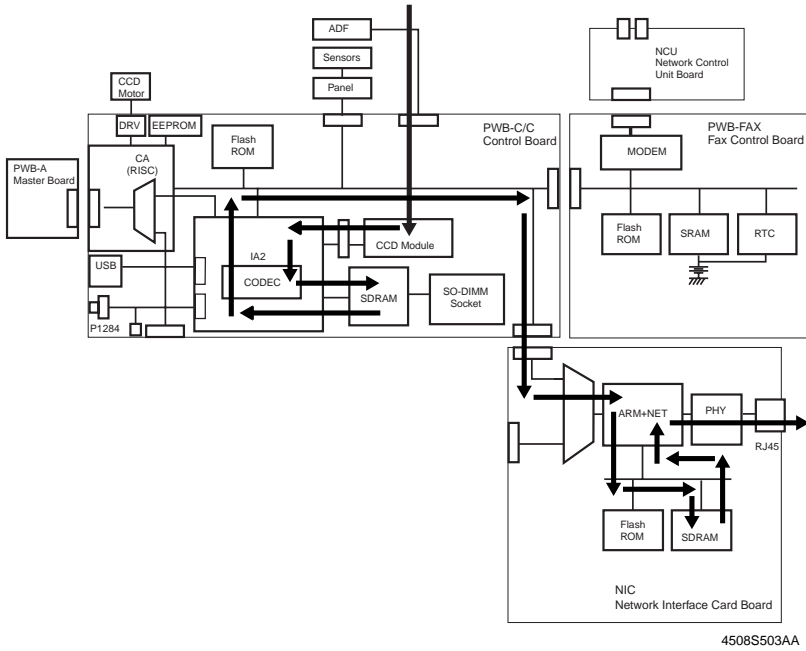 ADF
NCU
Network Control
Unit Board
Sensors
CCD
Motor
Panel
DRV
EEPROM
PWB-C/C
Control Board
PWB-FAX
Fax Control Board
Flash
ROM
CA
(RISC)
MODEM
PWB-A
Master Board
Flash
ROM
SRAM
RTC
CCD Module
IA2
USB
CODEC
SDRAM
SO-DIMM
Socket
P1284
ARM+NET
PHY
RJ45
Flash
ROM
SDRAM
NIC
Network Interface Card Board
4508S503AA